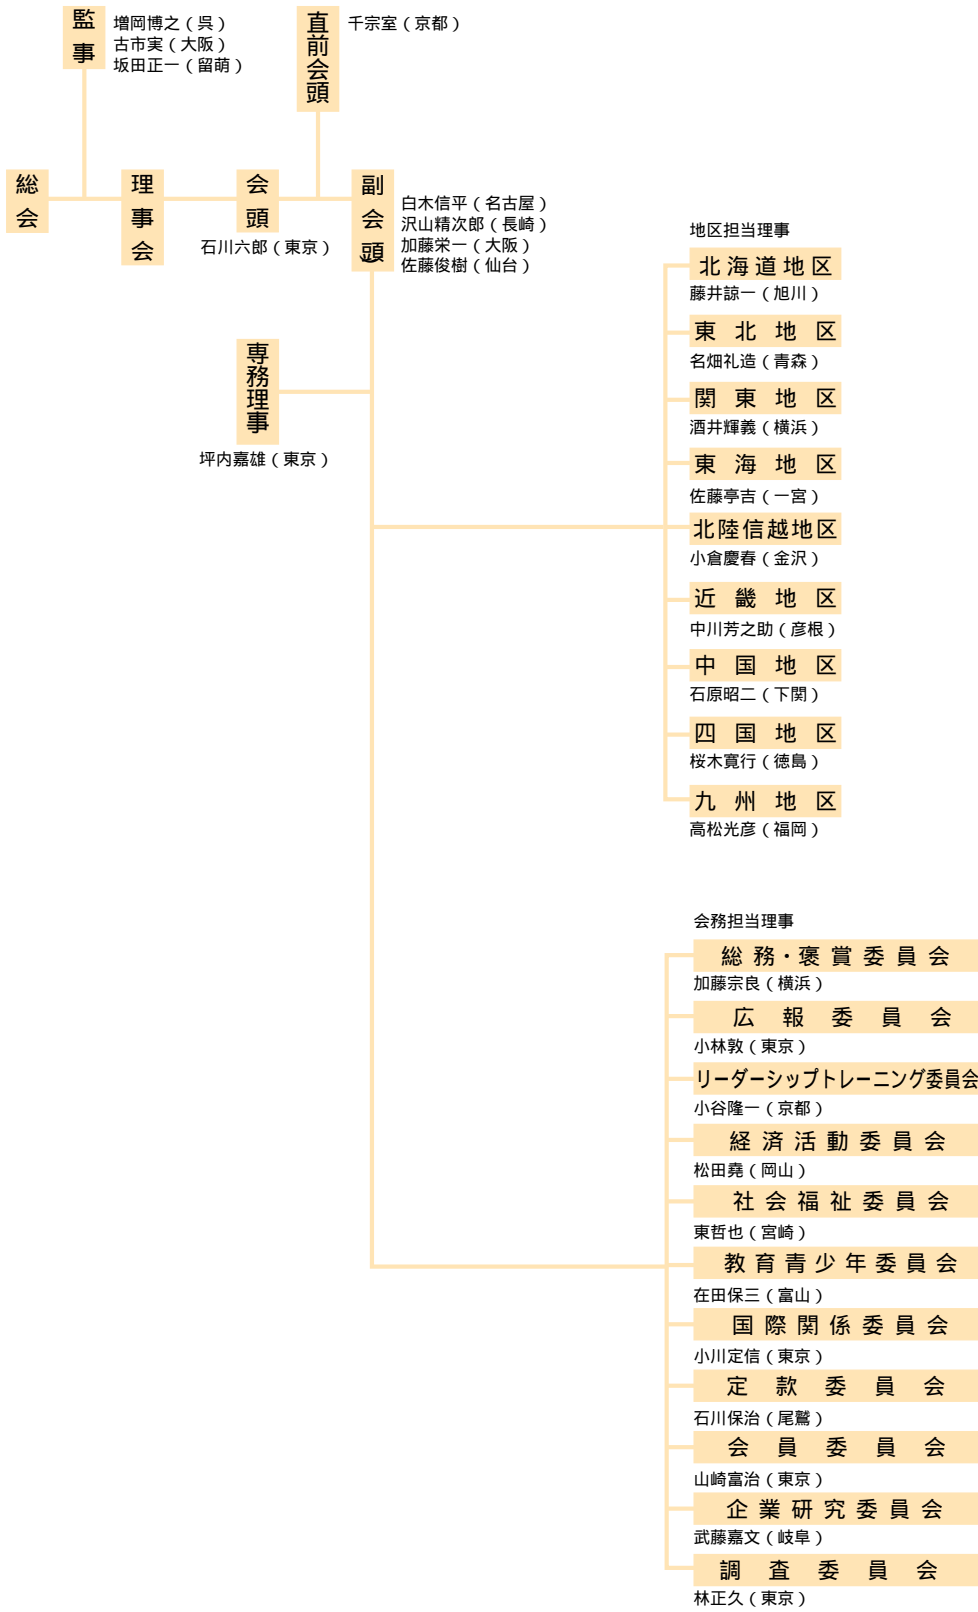 監事
増岡博之（呉）
古市実（大阪）
坂田正一（留萌）
直前会頭
千宗室（京都）
総会
理事会
会頭
石川六郎（東京）
副会頭
白木信平（名古屋）
沢山精次郎（長崎）
加藤栄一（大阪）
佐藤俊樹（仙台）
専務理事
坪内嘉雄（東京）
地区担当理事
北海道地区
藤井諒一（旭川）
東北地区
名畑礼造（青森）
関東地区
酒井輝義（横浜）
東海地区
佐藤亭吉（一宮）
北陸信越地区
小倉慶春（金沢）
近畿地区
中川芳之助（彦根）
中国地区
石原昭二（下関）
四国地区
桜木寛行（徳島）
九州地区
高松光彦（福岡）
会務担当理事
総務・褒賞委員会
加藤宗良（横浜）
広報委員会
小林敦（東京）
リーダーシップトレーニング委員会
小谷隆一（京都）
経済活動委員会
松田堯（岡山）
社会福祉委員会
東哲也（宮崎）
教育青少年委員会
在田保三（富山）
国際関係委員会
小川定信（東京）
定款委員会
石川保治（尾鷲）
会員委員会
山崎富治（東京）
企業研究委員会
武藤嘉文（岐阜）
調査委員会
林正久（東京）